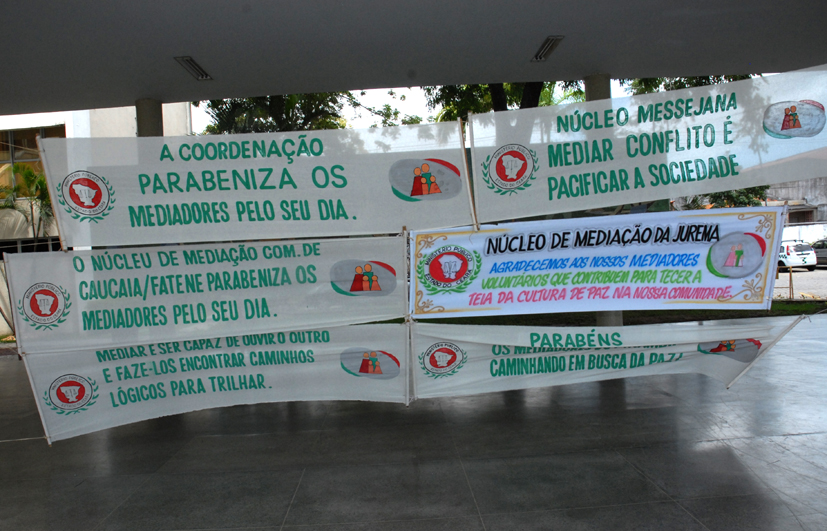 A COORDENAÇÃO
PARABENIZA OS
MEDIADORES PELO SEU DIA.
NÚCLEO MESSEJANA
MEDIAR CONFLITO É
PACIFICAR A SOCIEDADE
O NÚCLEU DE MEDIAÇÃO COM. DE
CAUCAIA/FATENE PARABENIZA OS
MEDIADORES PELO SEU DIA.
NÚCLEO DE MEDIAÇÃO DA JUREMA
AGRADECEMOS AOS NOSSOS MEDIADORES
VOLUNTÁRIOS QUE CONTRIBUEM PARA TECER A
TEIA DA CULTURA DE PAZ NA NOSSA COMUNIDADE.
MEDIAR E SER CAPAZ DE OUVIR O OUTRO
E FAZE-LOS ENCONTRAR CAMINHOS
LÓGICOS PARA TRILHAR.
PARABÉNS
OS
CAMINHANDO EM BUSCA DA PAZ